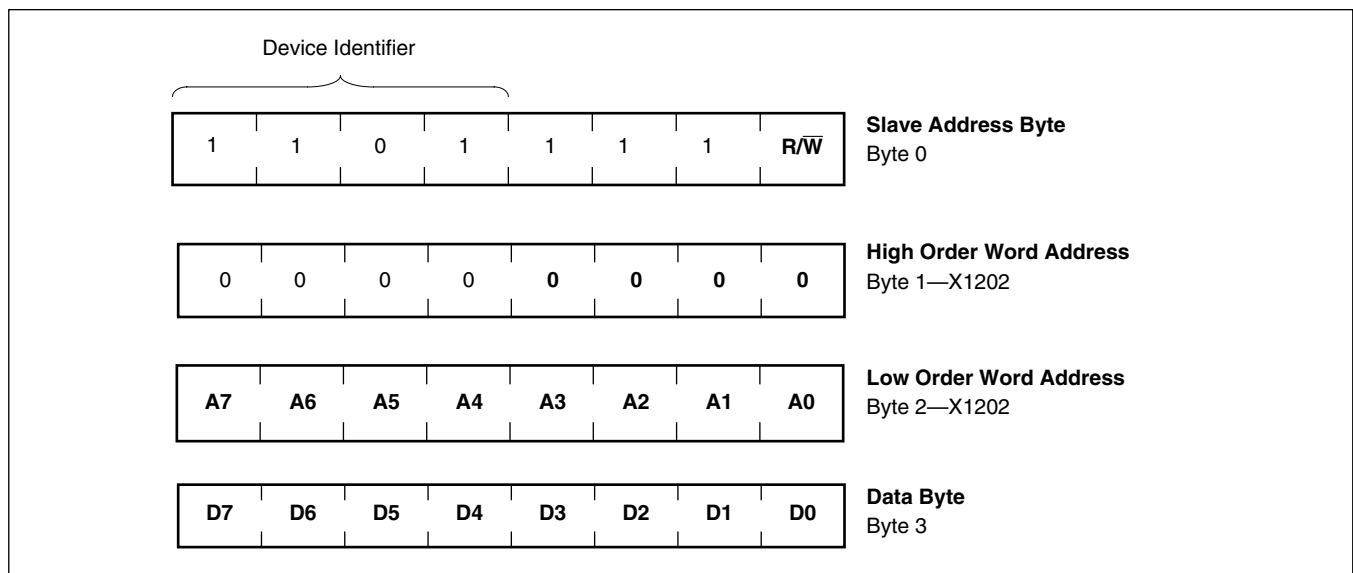 Device Identifier
1 1 0 1 1 1 1 R/W̅
Slave Address Byte
Byte 0
0 0 0 0 0 0 0 0
High Order Word Address
Byte 1—X1202
A7 A6 A5 A4 A3 A2 A1 A0
Low Order Word Address
Byte 2—X1202
D7 D6 D5 D4 D3 D2 D1 D0
Data Byte
Byte 3